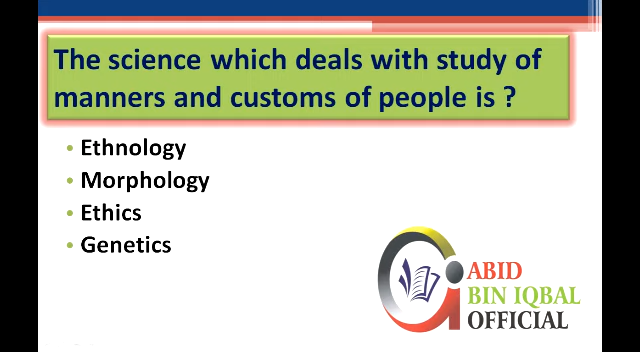 The science which deals with study of
manners and customs of people is ?
• Ethnology
• Morphology
• Ethics
• Genetics
ABID
BIN IQBAL
OFFICIAL